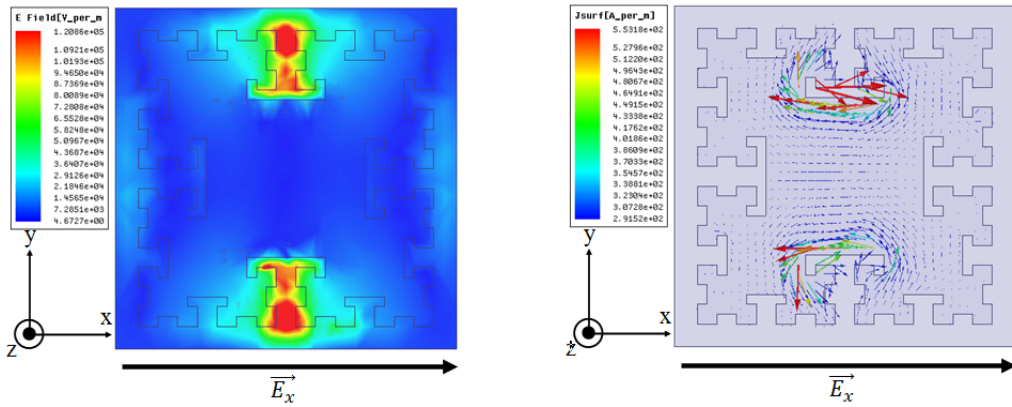 E Field[V_per_m
1.2086e+05
1.0921e+05
1.0193e+05
9.4650e+04
8.7369e+04
8.0089e+04
7.2808e+04
6.5528e+04
5.8248e+04
5.0967e+04
4.3687e+04
3.6407e+04
2.9126e+04
2.1846e+04
1.4565e+04
7.2851e+03
4.6727e+00
y
x
z
E_x
Jsurf[A_per_m]
5.5318e+02
5.2796e+02
5.1220e+02
4.9643e+02
4.8067e+02
4.6491e+02
4.4915e+02
4.3338e+02
4.1762e+02
4.0186e+02
3.8609e+02
3.7033e+02
3.5457e+02
3.3881e+02
3.2304e+02
3.0728e+02
2.9152e+02
y
x
z
E_x